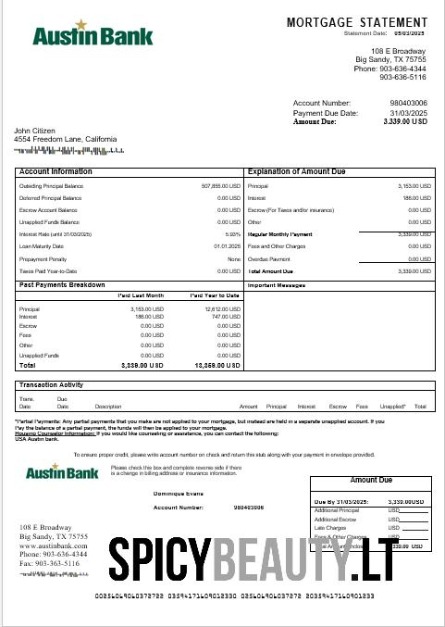 Austin Bank
MORTGAGE STATEMENT
Statement Date: 05/03/2025
108 E Broadway
Big Sandy, TX 75755
Phone: 903-636-4344
903-636-5116
Account Number: 980403006
Payment Due Date: 31/03/2025
Amount Due: 3.339.00 USD
John Citizen
4554 Freedom Lane, California
Account Information
Outsteding Principal Balance 507,855.00 USD
Deferred Principal Balance 0.00 USD
Escrow Account Balance 0.00 USD
Unapplied Funds Balance 0.00 USD
Interest Rate (until 31/03/2025) 5.93%
Loan Maturity Date 01.01.2025
Prepayment Penalty None
Taxes Paid Year-to-Date 0.00 USD
Explanation of Amount Due
Principal 3,153.00 USD
Interest 186.00 USD
Escrow (For Taxes and/or insurance) 0.00 USD
Other 0.00 USD
Regular Monthly Payment 3,339.00 USD
Fees and Other Charges 0.00 USD
Overdue Payment 0.00 USD
Total Amount Due 3,339.00 USD
Past Payments Breakdown
Paid Last Month Paid Year to Date
Principal 3,153.00 USD 12,612.00 USD
Interest 186.00 USD 747.00 USD
Escrow 0.00 USD 0.00 USD
Fees 0.00 USD 0.00 USD
Other 0.00 USD 0.00 USD
Unapplied Funds 0.00 USD 0.00 USD
Total 3,339.00 USD 13,359.00 USD
Important Messages
Transaction Activity
Trans. Due
Date Date Description Amount Principal Interest Escrow Fees Unapplied* Total
*Partial Payments: Any partial payments that you make are not applied to your mortgage, but instead are held in a separate unapplied account. If you
pay the balance of a partial payment, the funds will then be applied to your mortgage.
Housing Counselor Information: If you would like counseling or assistance, you can contact the following:
USA Austin bank.
To ensure proper credit, please write account number on check and return this stub along with your payment in envelope provided.
Austin Bank
Please check this box and complete reverse side if there
is a change in billing address or insurance information.
Dominique Evans
Account Number: 980403006
Amount Due
Due By 31/03/2025: 3,339.00USD
Additional Principal USD
Additional Escrow USD
Late Charges USD
Fees & Other Charges USD
108 E Broadway
Big Sandy, TX 75755
www.austinbank.com
Phone: 903-636-4344
Fax: 903-363-5116
SPICYBEAUTY.LT